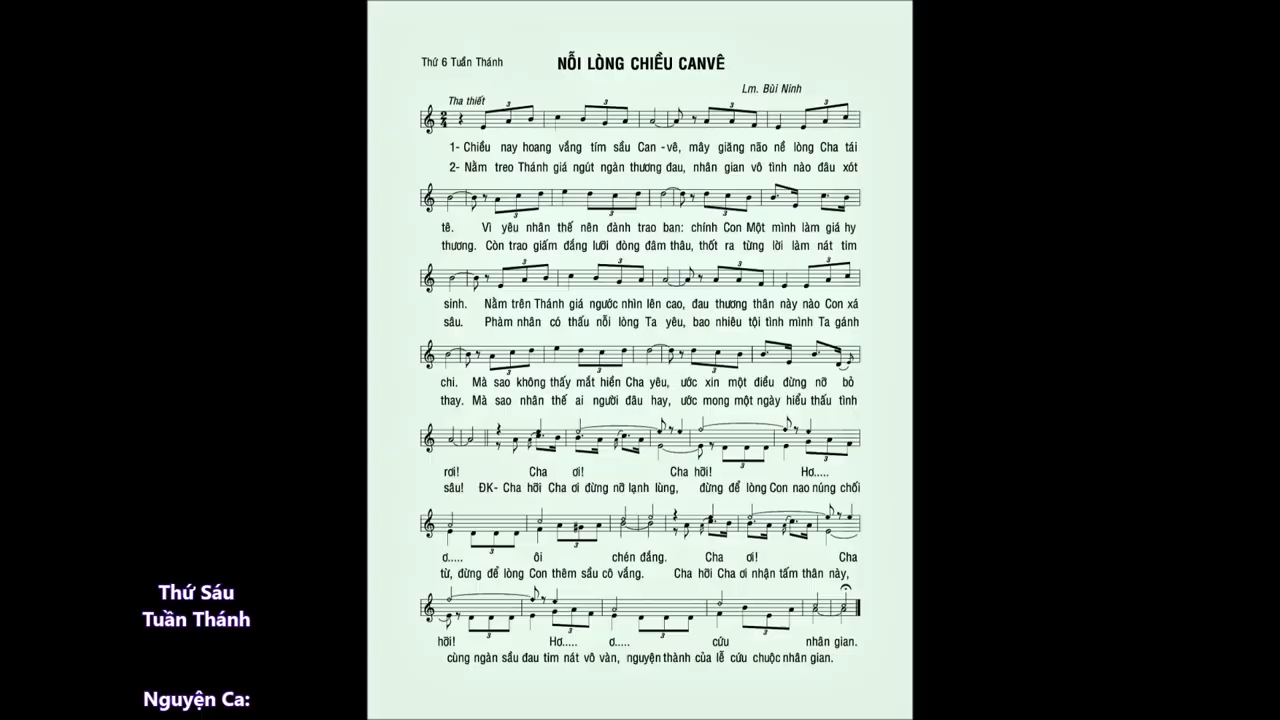 Thứ 6 Tuần Thánh
NỖI LÒNG CHIỀU CANVÊ
Lm. Bùi Ninh
Tha thiết
1- Chiều nay hoang vắng tím sầu Can -vê, mây giăng não nề lòng Cha tái
2- Nằm treo Thánh giá ngút ngàn thương đau, nhân gian vô tình nào đâu xót
tê. Vì yêu nhân thế nên đành trao ban: chính Con Một mình làm giá hy
thương. Còn trao giấm đắng lưỡi đòng đâm thâu, thốt ra từng lời làm nát tim
sinh. Nằm trên Thánh giá ngước nhìn lên cao, đau thương thân này nào Con xá
sâu. Phàm nhân có thấu nỗi lòng Ta yêu, bao nhiêu tội tình mình Ta gánh
chi. Mà sao không thấy mắt hiền Cha yêu, ước xin một điều đừng nỡ bỏ
thay. Mà sao nhân thế ai người đâu hay, ước mong một ngày hiểu thấu tình
rơi! Cha ơi! Cha hỡi! Hơ.....
sâu! ĐK- Cha hỡi Cha ơi đừng nỡ lạnh lùng, đừng để lòng Con nao núng chối
ơ..... ôi chén đắng. Cha ơi! Cha
từ, đừng để lòng Con thêm sầu cô vắng. Cha hỡi Cha ơi nhận tấm thân này,
hỡi! Hơ..... ơ..... cứu nhân gian.
cùng ngàn sầu đau tim nát vô vàn, nguyện thành của lễ cứu chuộc nhân gian.
Thứ Sáu
Tuần Thánh
Nguyện Ca: